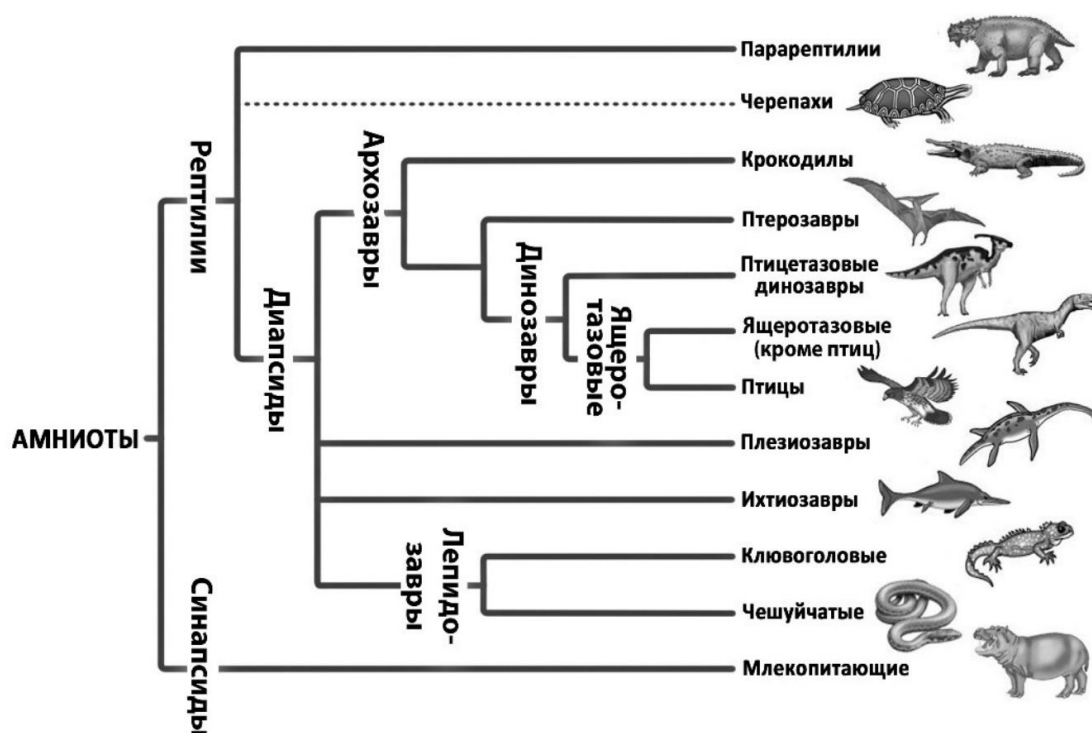 Парарептилии
Черепахи
Крокодилы
Птерозавры
Птицетазовые
динозавры
Ящеротазовые
(кроме птиц)
Птицы
Плезиозавры
Ихтиозавры
Клювоголовые
Чешуйчатые
Млекопитающие
АМНИОТЫ
Рептилии
Синапсиды
Диапсиды
Архозавры
Динозавры
Ящеро-
тазовые
Лепидо-
завры